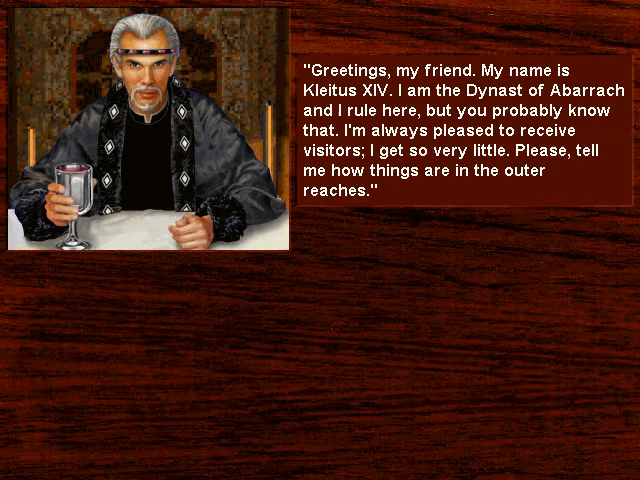 "Greetings, my friend. My name is
Kleitus XIV. I am the Dynast of Abarrach
and I rule here, but you probably know
that. I'm always pleased to receive
visitors; I get so very little. Please, tell
me how things are in the outer
reaches."